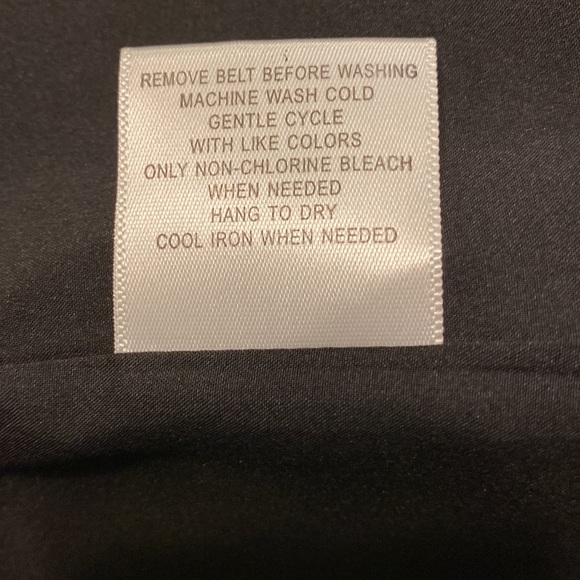 REMOVE BELT BEFORE WASHING
MACHINE WASH COLD
GENTLE CYCLE
WITH LIKE COLORS
ONLY NON-CHLORINE BLEACH
WHEN NEEDED
HANG TO DRY
COOL IRON WHEN NEEDED